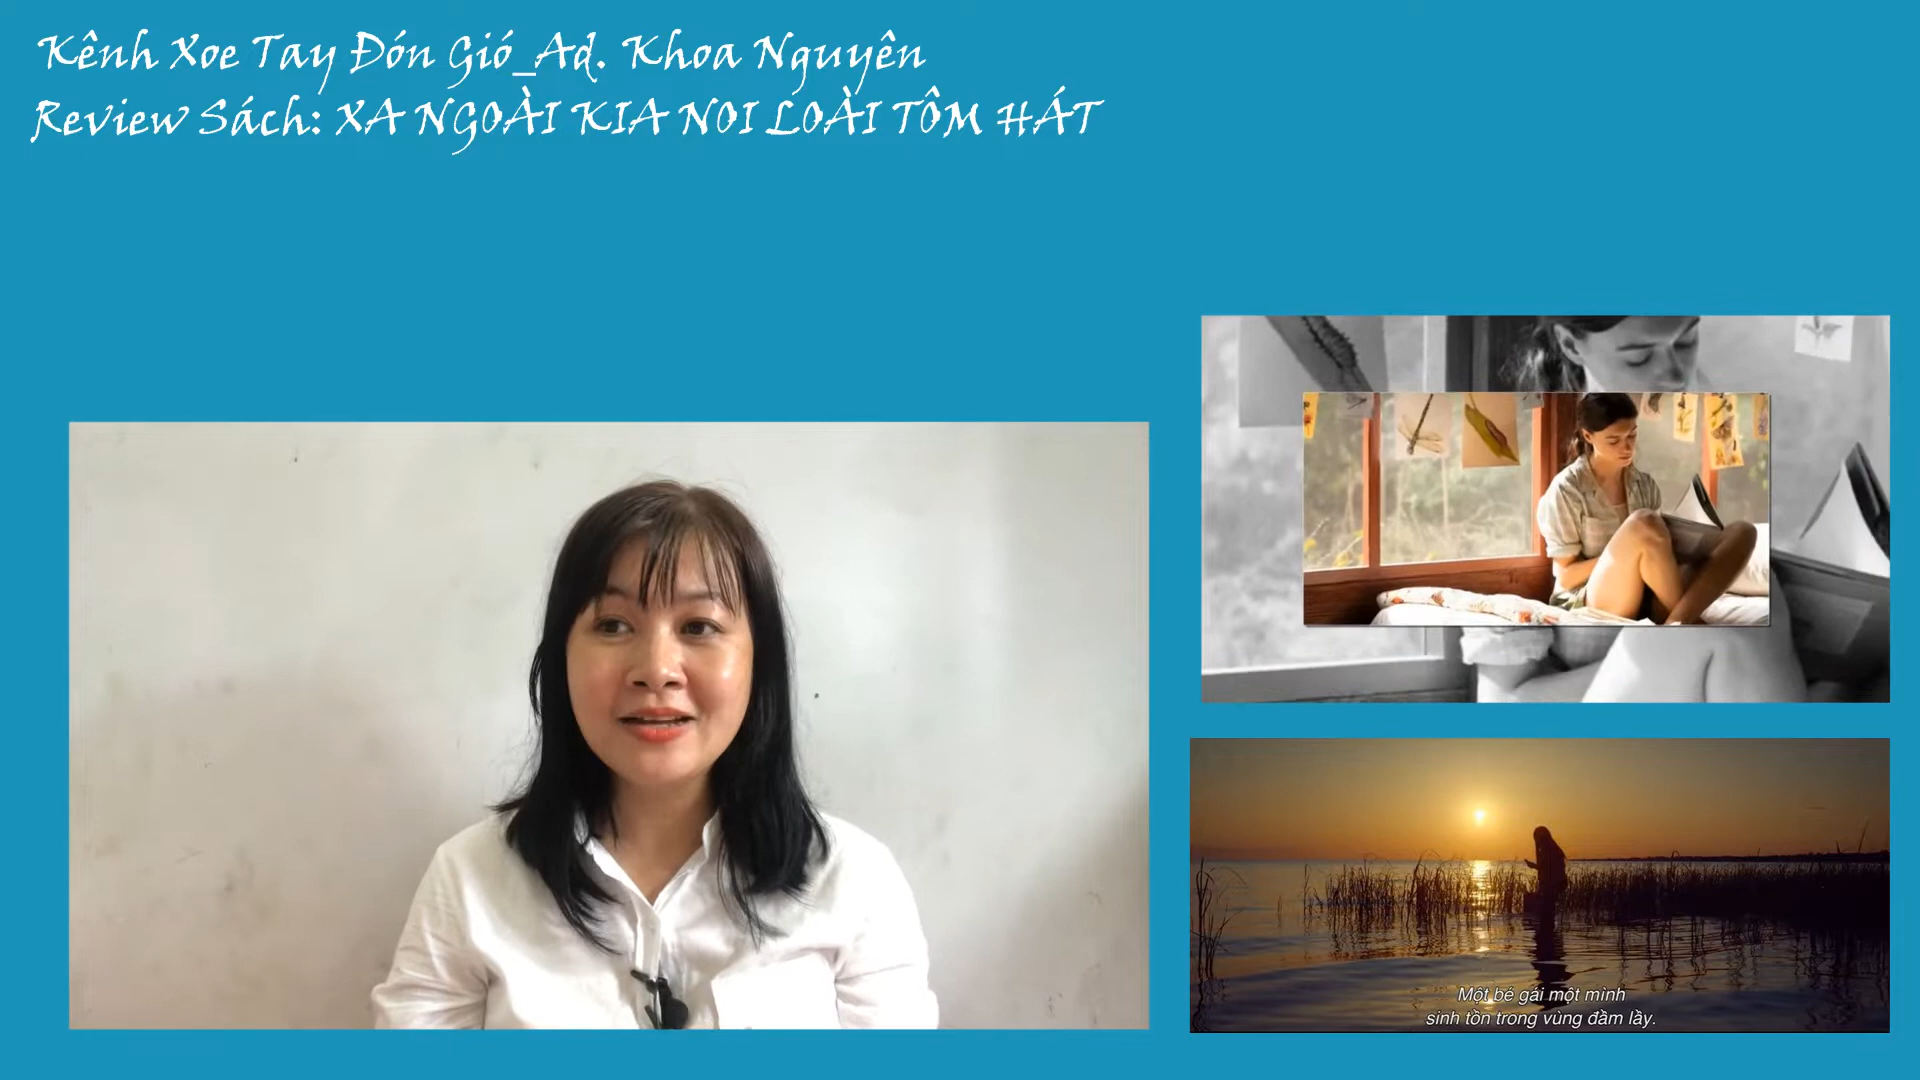 Kênh Xoe Tay Đón Gió_Ad. Khoa Nguyên
Review Sách: XA NGOÀI KIA NOI LOÀI TÔM HÁT
Một bé gái một mình
sinh tồn trong vùng đầm lầy.